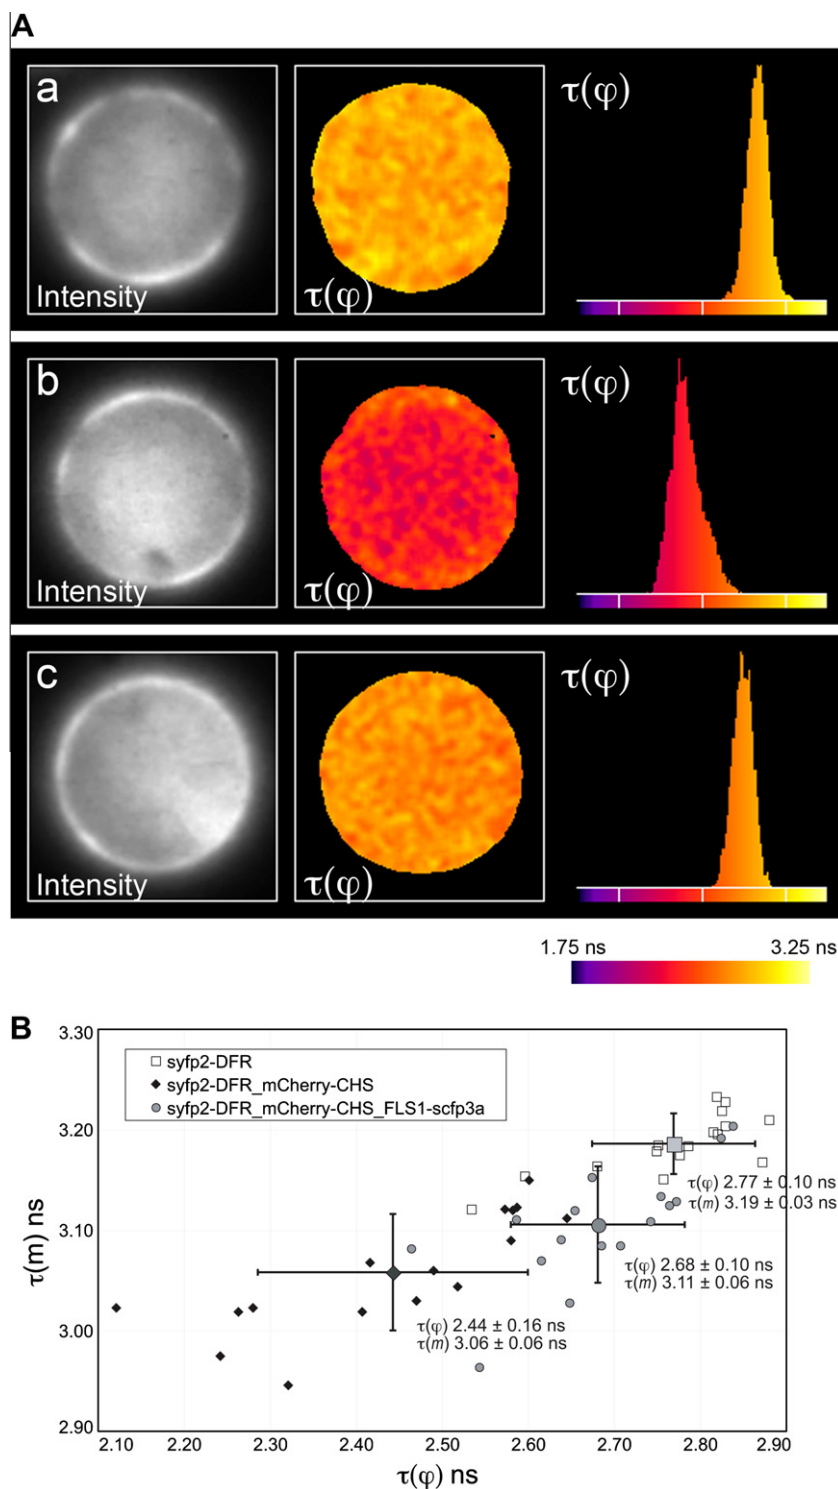 A
a
Intensity
τ(φ)
τ(φ)
b
Intensity
τ(φ)
τ(φ)
c
Intensity
τ(φ)
τ(φ)
1.75 ns 3.25 ns
B
syfp2-DFR
syfp2-DFR_mCherry-CHS
syfp2-DFR_mCherry-CHS_FLS1-scfp3a
3.30
3.20
3.10
3.00
2.90
τ(m) ns
τ(φ) 2.77 ± 0.10 ns
τ(m) 3.19 ± 0.03 ns
τ(φ) 2.68 ± 0.10 ns
τ(m) 3.11 ± 0.06 ns
τ(φ) 2.44 ± 0.16 ns
τ(m) 3.06 ± 0.06 ns
2.10 2.20 2.30 2.40 2.50 2.60 2.70 2.80 2.90
τ(φ) ns